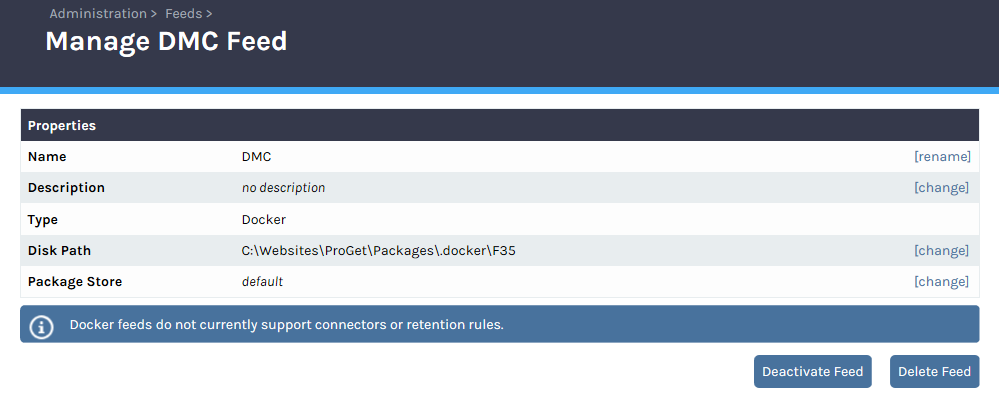 Administration > Feeds >
Manage DMC Feed
Properties
Name DMC [rename]
Description no description [change]
Type Docker
Disk Path C:\Websites\ProGet\Packages\.docker\F35 [change]
Package Store default [change]
Docker feeds do not currently support connectors or retention rules.
Deactivate Feed Delete Feed